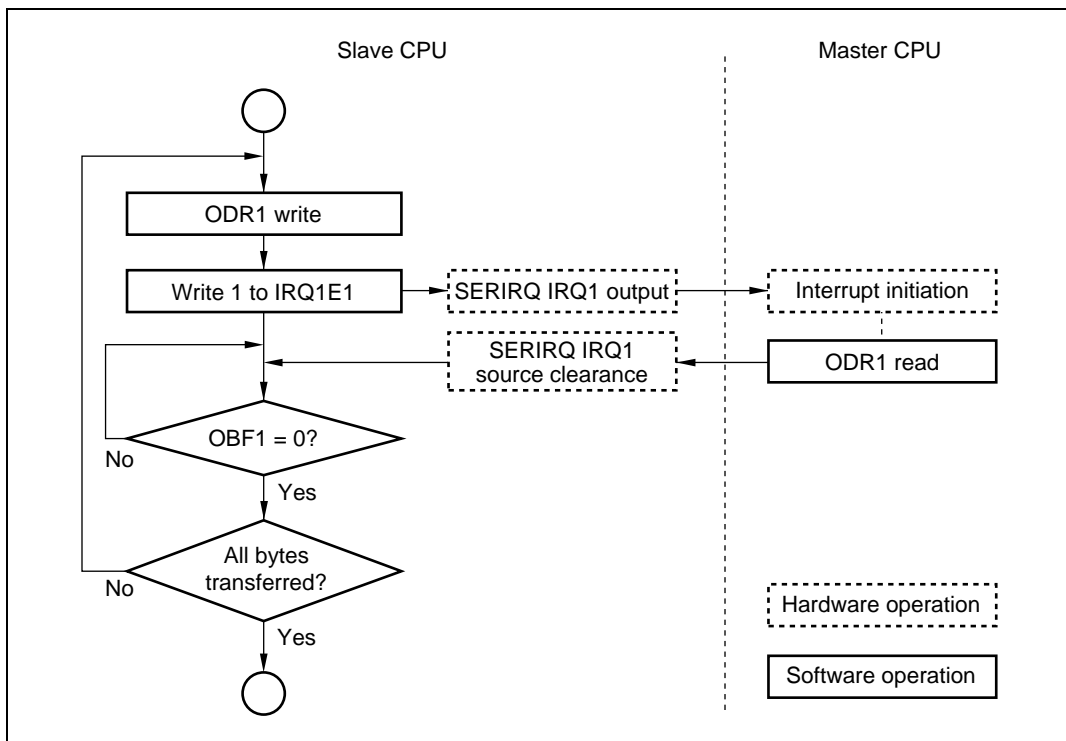 Slave CPU
Master CPU
ODR1 write
Write 1 to IRQ1E1
SERIRQ IRQ1 output
Interrupt initiation
SERIRQ IRQ1
source clearance
ODR1 read
OBF1 = 0?
No
Yes
All bytes
transferred?
No
Yes
Hardware operation
Software operation